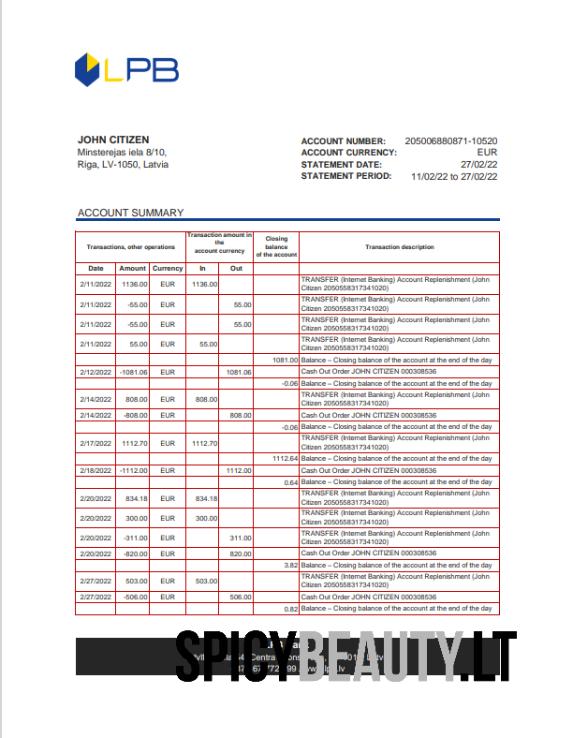 LPB
JOHN CITIZEN
Minsterejas iela 8/10,
Riga, LV-1050, Latvia
ACCOUNT NUMBER: 205006880871-10520
ACCOUNT CURRENCY: EUR
STATEMENT DATE: 27/02/22
STATEMENT PERIOD: 11/02/22 to 27/02/22
ACCOUNT SUMMARY
Transactions, other operations
Transaction amount in
the
account currency
Closing
balance
of the account
Transaction description
Date Amount Currency In Out
2/11/2022 1136.00 EUR 1136.00 TRANSFER (Internet Banking) Account Replenishment (John
Citizen 2050558317341020)
2/11/2022 -55.00 EUR 55.00 TRANSFER (Internet Banking) Account Replenishment (John
Citizen 2050558317341020)
2/11/2022 -55.00 EUR 55.00 TRANSFER (Internet Banking) Account Replenishment (John
Citizen 2050558317341020)
2/11/2022 55.00 EUR 55.00 TRANSFER (Internet Banking) Account Replenishment (John
Citizen 2050558317341020)
1081.00 Balance – Closing balance of the account at the end of the day
2/12/2022 -1081.06 EUR 1081.06 Cash Out Order JOHN CITIZEN 000308536
-0.06 Balance – Closing balance of the account at the end of the day
2/14/2022 808.00 EUR 808.00 TRANSFER (Internet Banking) Account Replenishment (John
Citizen 2050558317341020)
2/14/2022 -808.00 EUR 808.00 Cash Out Order JOHN CITIZEN 000308536
-0.06 Balance – Closing balance of the account at the end of the day
2/17/2022 1112.70 EUR 1112.70 TRANSFER (Internet Banking) Account Replenishment (John
Citizen 2050558317341020)
1112.64 Balance – Closing balance of the account at the end of the day
2/18/2022 -1112.00 EUR 1112.00 Cash Out Order JOHN CITIZEN 000308536
0.64 Balance – Closing balance of the account at the end of the day
2/20/2022 834.18 EUR 834.18 TRANSFER (Internet Banking) Account Replenishment (John
Citizen 2050558317341020)
2/20/2022 300.00 EUR 300.00 TRANSFER (Internet Banking) Account Replenishment (John
Citizen 2050558317341020)
2/20/2022 -311.00 EUR 311.00 TRANSFER (Internet Banking) Account Replenishment (John
Citizen 2050558317341020)
2/20/2022 -820.00 EUR 820.00 Cash Out Order JOHN CITIZEN 000308536
3.82 Balance – Closing balance of the account at the end of the day
2/27/2022 503.00 EUR 503.00 TRANSFER (Internet Banking) Account Replenishment (John
Citizen 2050558317341020)
2/27/2022 -506.00 EUR 506.00 Cash Out Order JOHN CITIZEN 000308536
0.82 Balance – Closing balance of the account at the end of the day
SPICYBEAUTY.LT